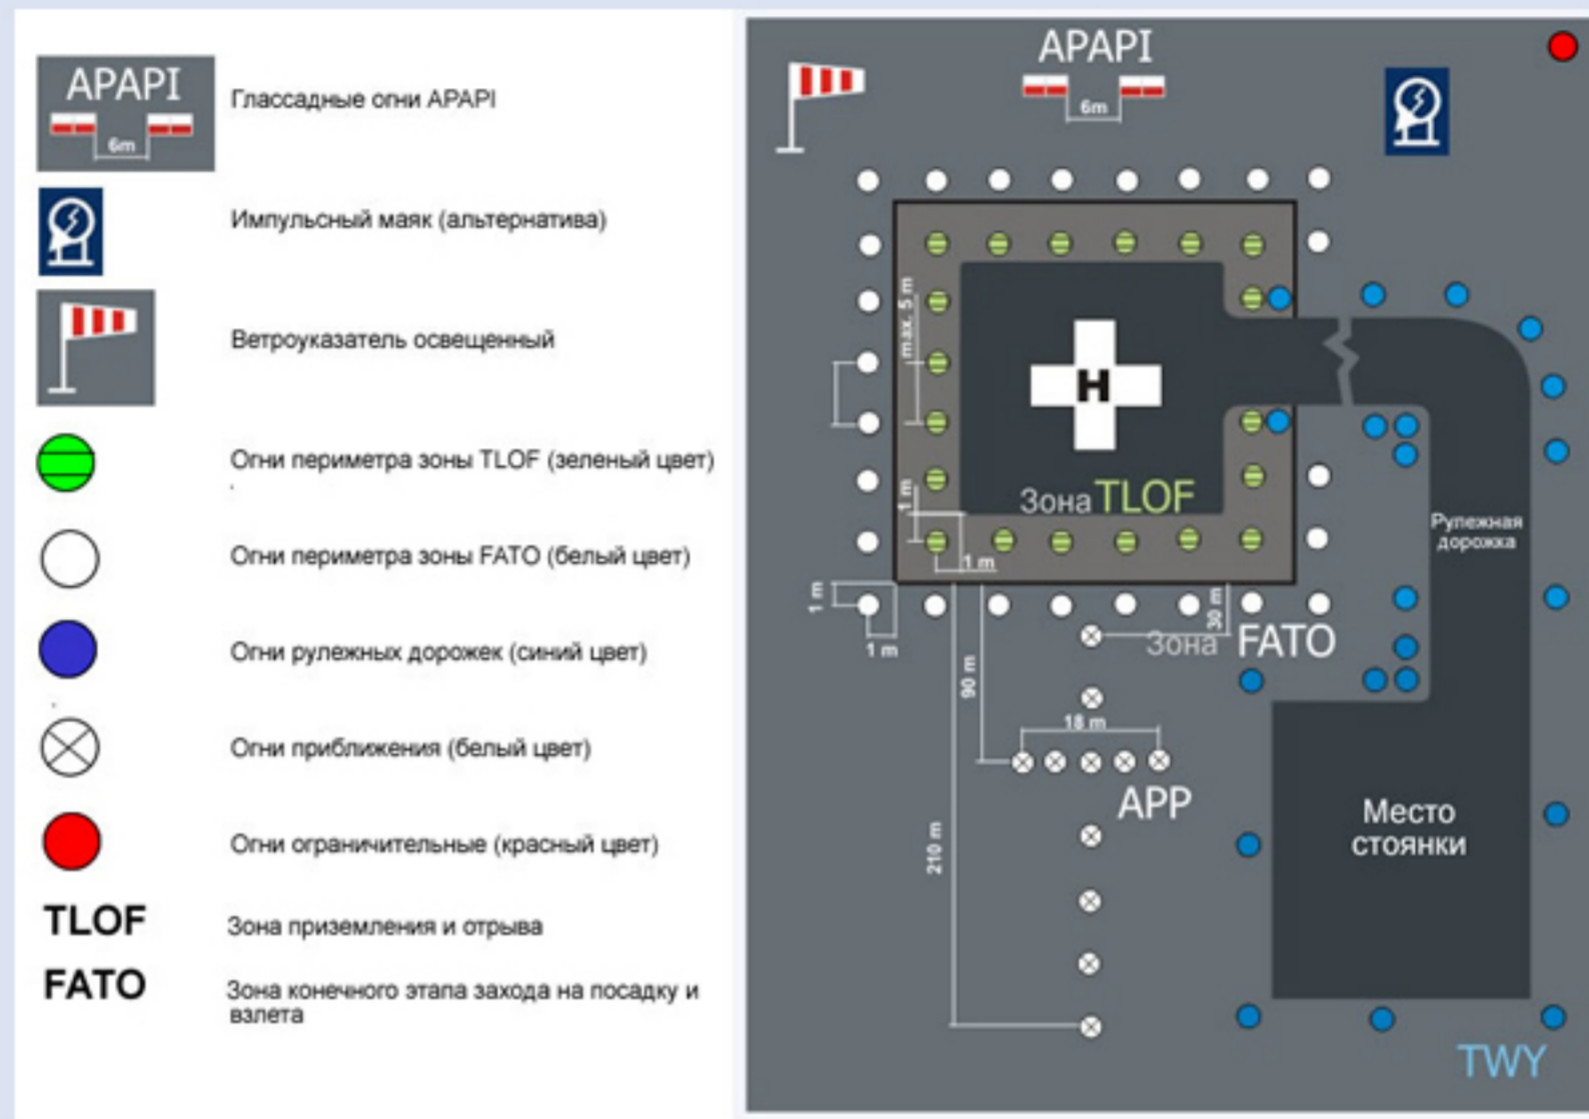 APAPI
6m
Глассадные огни APAPI
Импульсный маяк (альтернатива)
Ветроуказатель освещенный
Огни периметра зоны TLOF (зеленый цвет)
Огни периметра зоны FATO (белый цвет)
Огни рулежных дорожек (синий цвет)
Огни приближения (белый цвет)
Огни ограничительные (красный цвет)
TLOF
Зона приземления и отрыва
FATO
Зона конечного этапа захода на посадку и
взлета
APAPI
6m
max. 5 m
H
Зона TLOF
1 m
1 m
1 m
1 m
30 m
Зона FATO
90 m
18 m
APP
210 m
Рулежная
дорожка
Место
стоянки
TWY